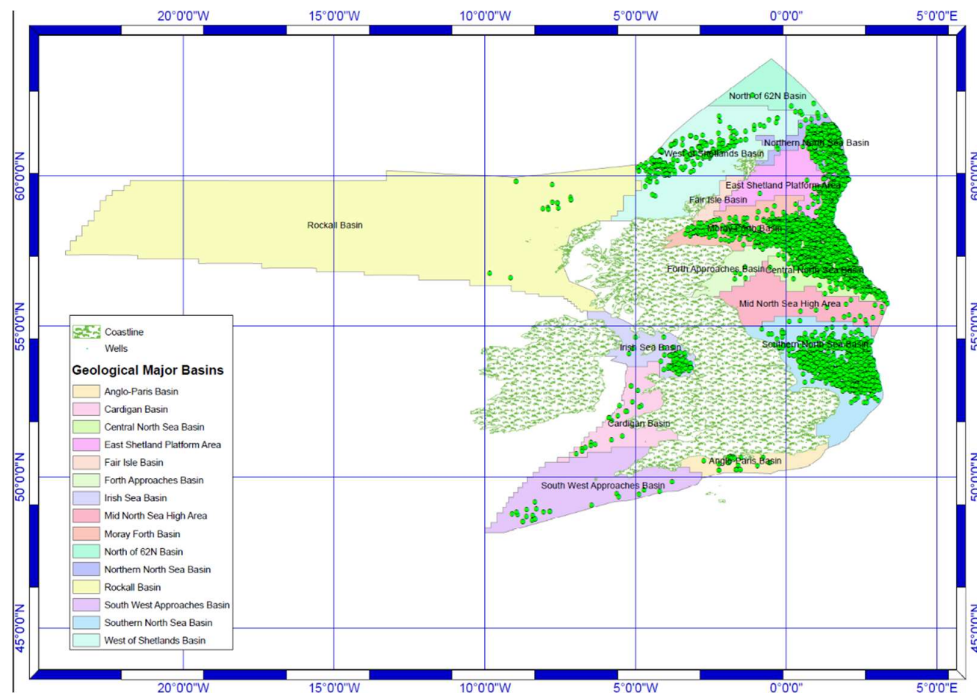 20°0'0"W 15°0'0"W 10°0'0"W 5°0'0"W 0°0'0" 5°0'0"E
60°0'0"N
55°0'0"N
50°0'0"N
45°0'0"N
60°0'0"N
55°0'0"N
50°0'0"N
45°0'0"N
North of 62N Basin
Northern North Sea Basin
West of Shetlands Basin
East Shetland Platform Area
Fair Isle Basin
Rockall Basin
Moray Forth Basin
Forth Approaches Basin
Central North Sea Basin
Mid North Sea High Area
Southern North Sea Basin
Irish Sea Basin
Cardigan Basin
Anglo-Paris Basin
South West Approaches Basin
Coastline
Wells
Geological Major Basins
Anglo-Paris Basin
Cardigan Basin
Central North Sea Basin
East Shetland Platform Area
Fair Isle Basin
Forth Approaches Basin
Irish Sea Basin
Mid North Sea High Area
Moray Forth Basin
North of 62N Basin
Northern North Sea Basin
Rockall Basin
South West Approaches Basin
Southern North Sea Basin
West of Shetlands Basin
20°0'0"W 15°0'0"W 10°0'0"W 5°0'0"W 0°0'0" 5°0'0"E